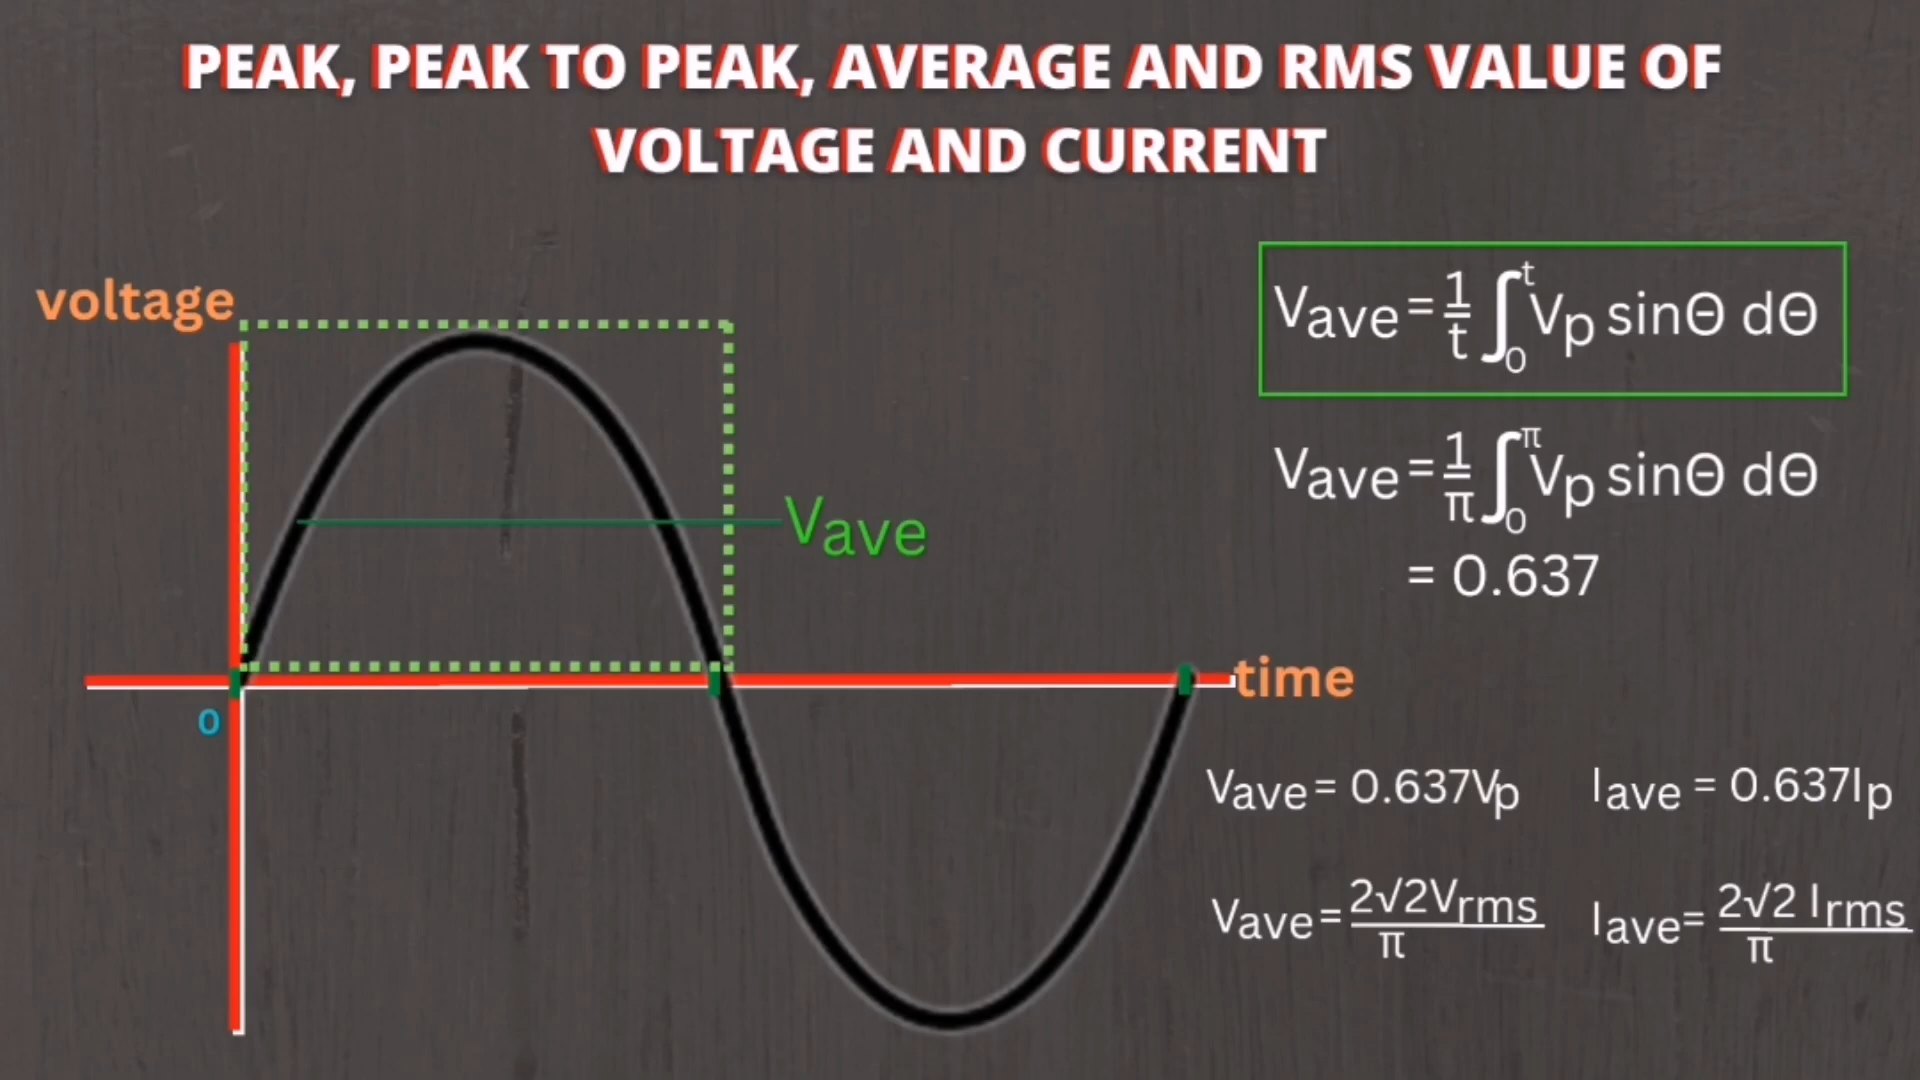 PEAK, PEAK TO PEAK, AVERAGE AND RMS VALUE OF
VOLTAGE AND CURRENT
voltage
Vave
0
time
Vave = 1/t ∫₀ᵗ Vp sinΘ dΘ
Vave = 1/π ∫₀^π Vp sinΘ dΘ
= 0.637
Vave = 0.637Vp Iave = 0.637Ip
Vave = 2√2Vrms/π Iave = 2√2 Irms/π